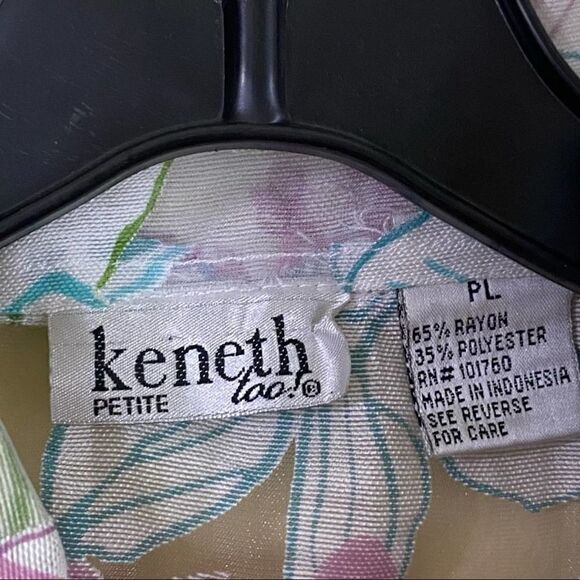 keneth
too!®
PETITE
PL
65% RAYON
35% POLYESTER
RN# 101760
MADE IN INDONESIA
SEE REVERSE
FOR CARE